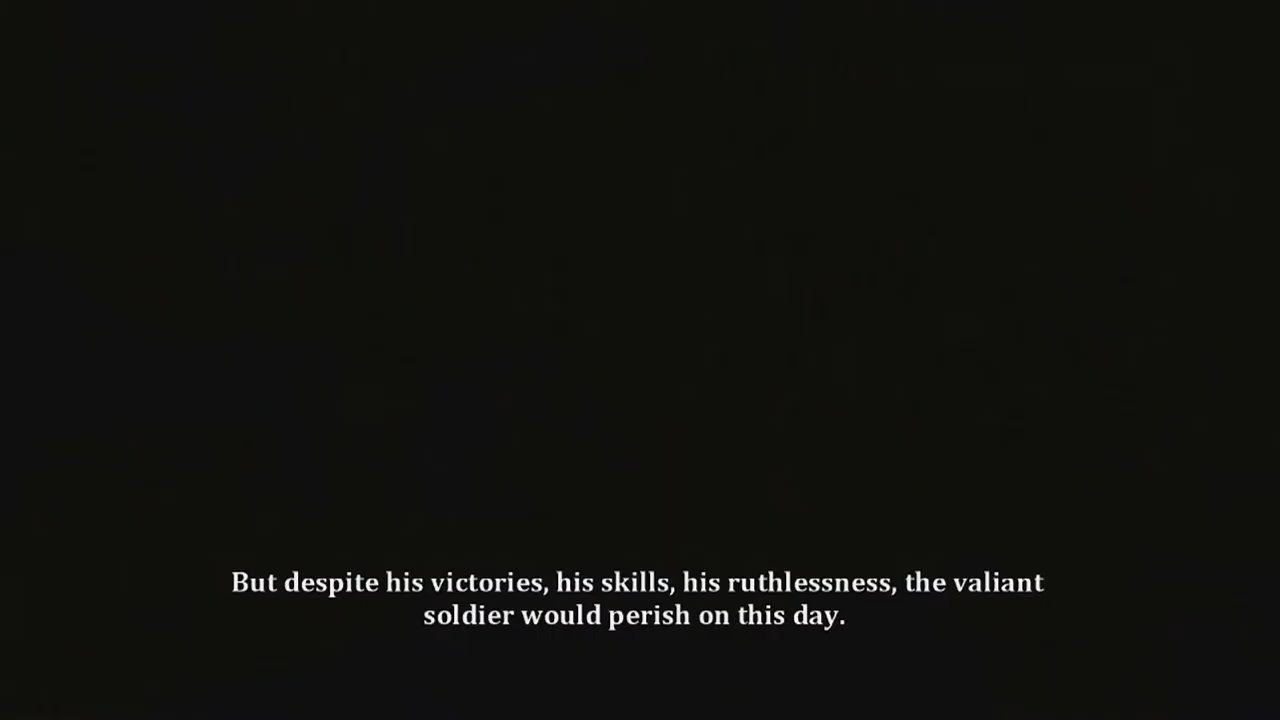 But despite his victories, his skills, his ruthlessness, the valiant
soldier would perish on this day.